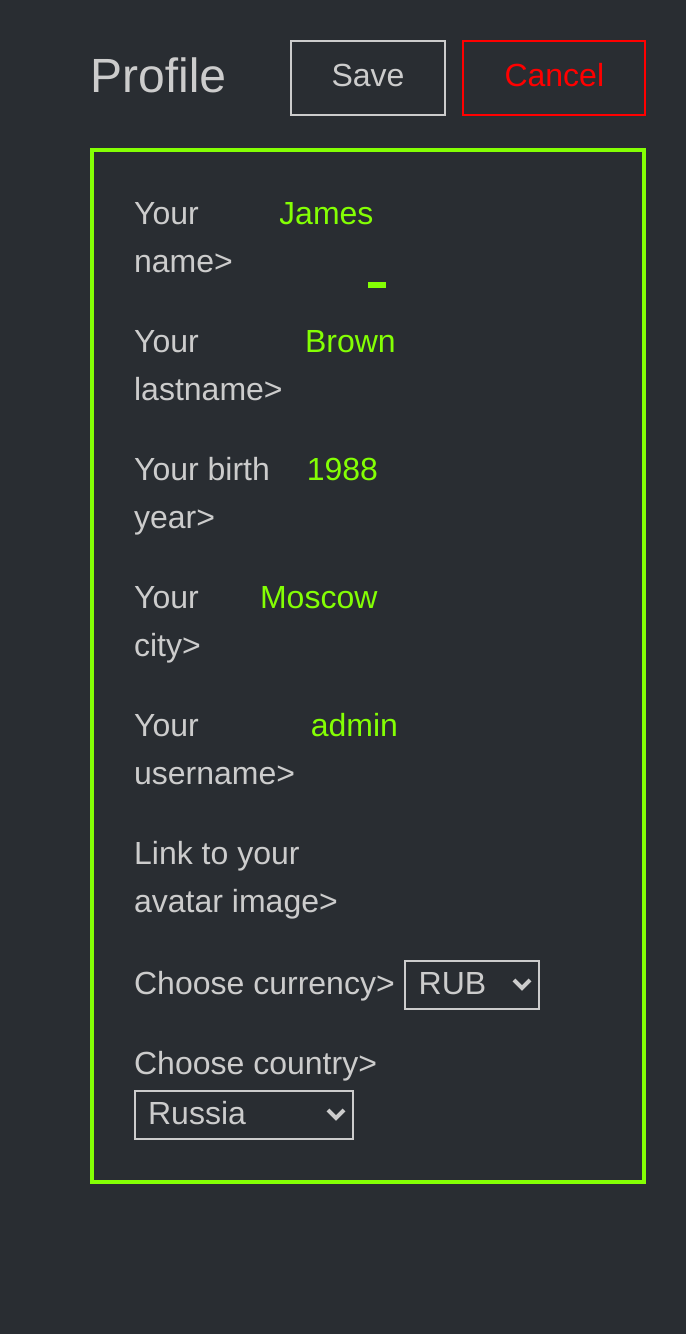 Profile Save Cancel
Your James
name>
Your Brown
lastname>
Your birth 1988
year>
Your Moscow
city>
Your admin
username>
Link to your
avatar image>
Choose currency> RUB
Choose country>
Russia